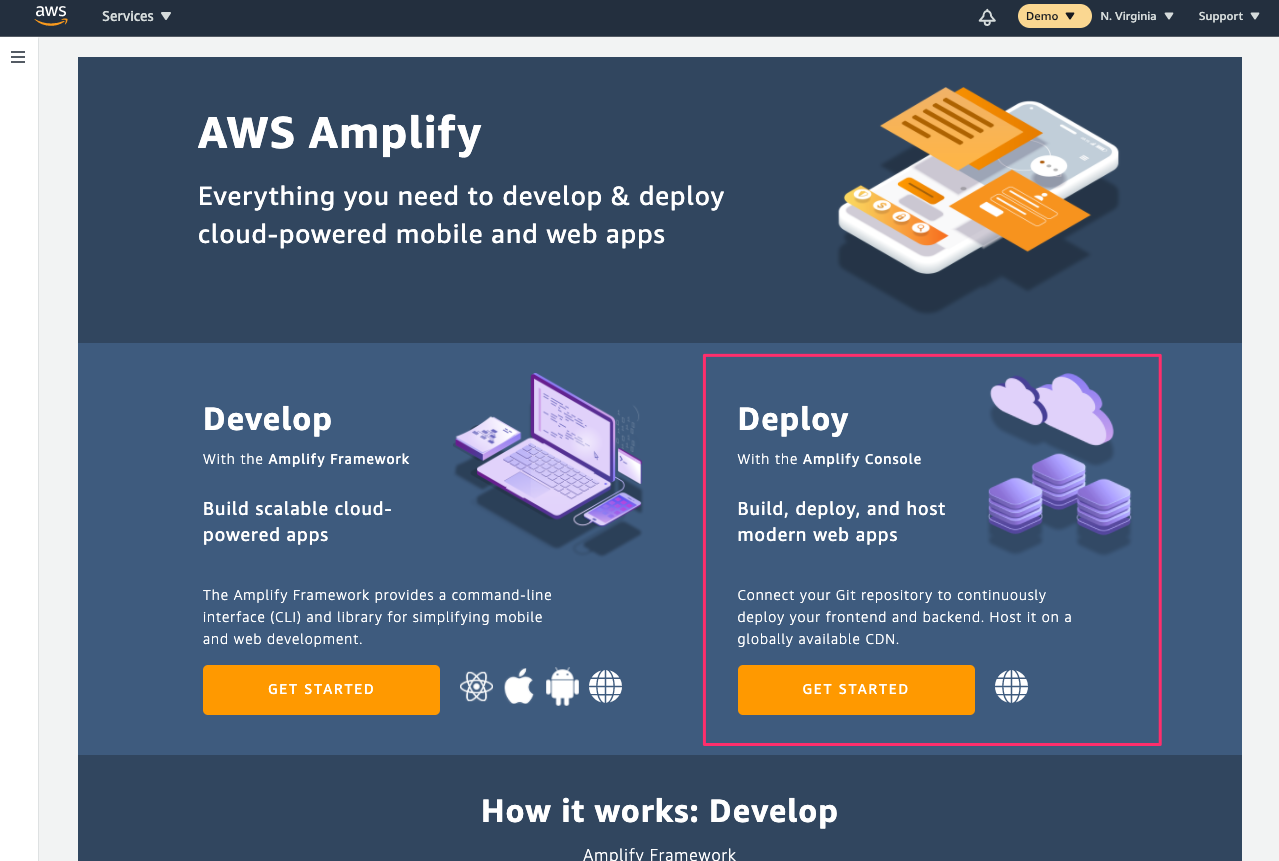 aws
Services
Demo
N. Virginia
Support
AWS Amplify
Everything you need to develop & deploy
cloud-powered mobile and web apps
Develop
With the Amplify Framework
Build scalable cloud-
powered apps
The Amplify Framework provides a command-line
interface (CLI) and library for simplifying mobile
and web development.
GET STARTED
Deploy
With the Amplify Console
Build, deploy, and host
modern web apps
Connect your Git repository to continuously
deploy your frontend and backend. Host it on a
globally available CDN.
GET STARTED
How it works: Develop
Amplify Framework